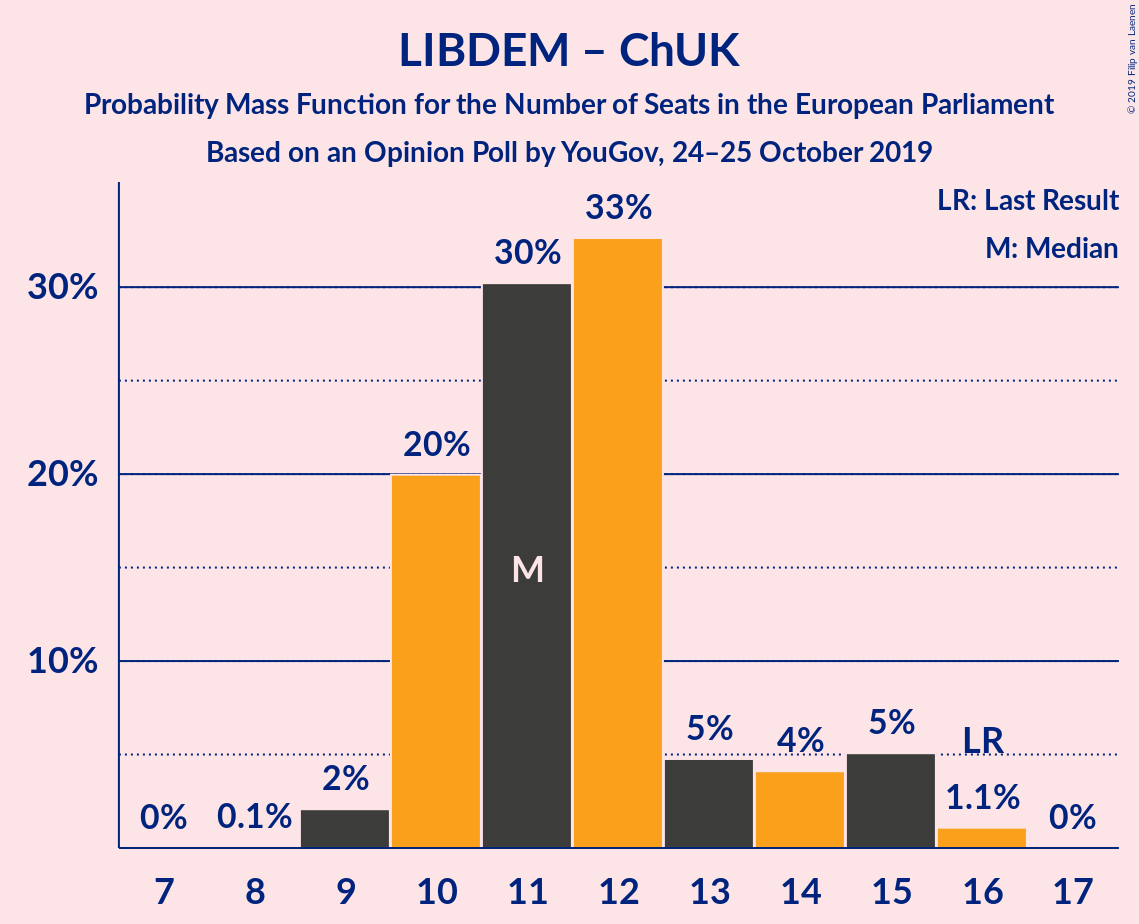 LIBDEM – ChUK
Probability Mass Function for the Number of Seats in the European Parliament
Based on an Opinion Poll by YouGov, 24–25 October 2019
© 2019 Filip van Laenen
LR: Last Result
M: Median
30%
20%
10%
0%
0.1%
2%
20%
30%
33%
5%
4%
5%
LR
1.1%
0%
M
7 8 9 10 11 12 13 14 15 16 17